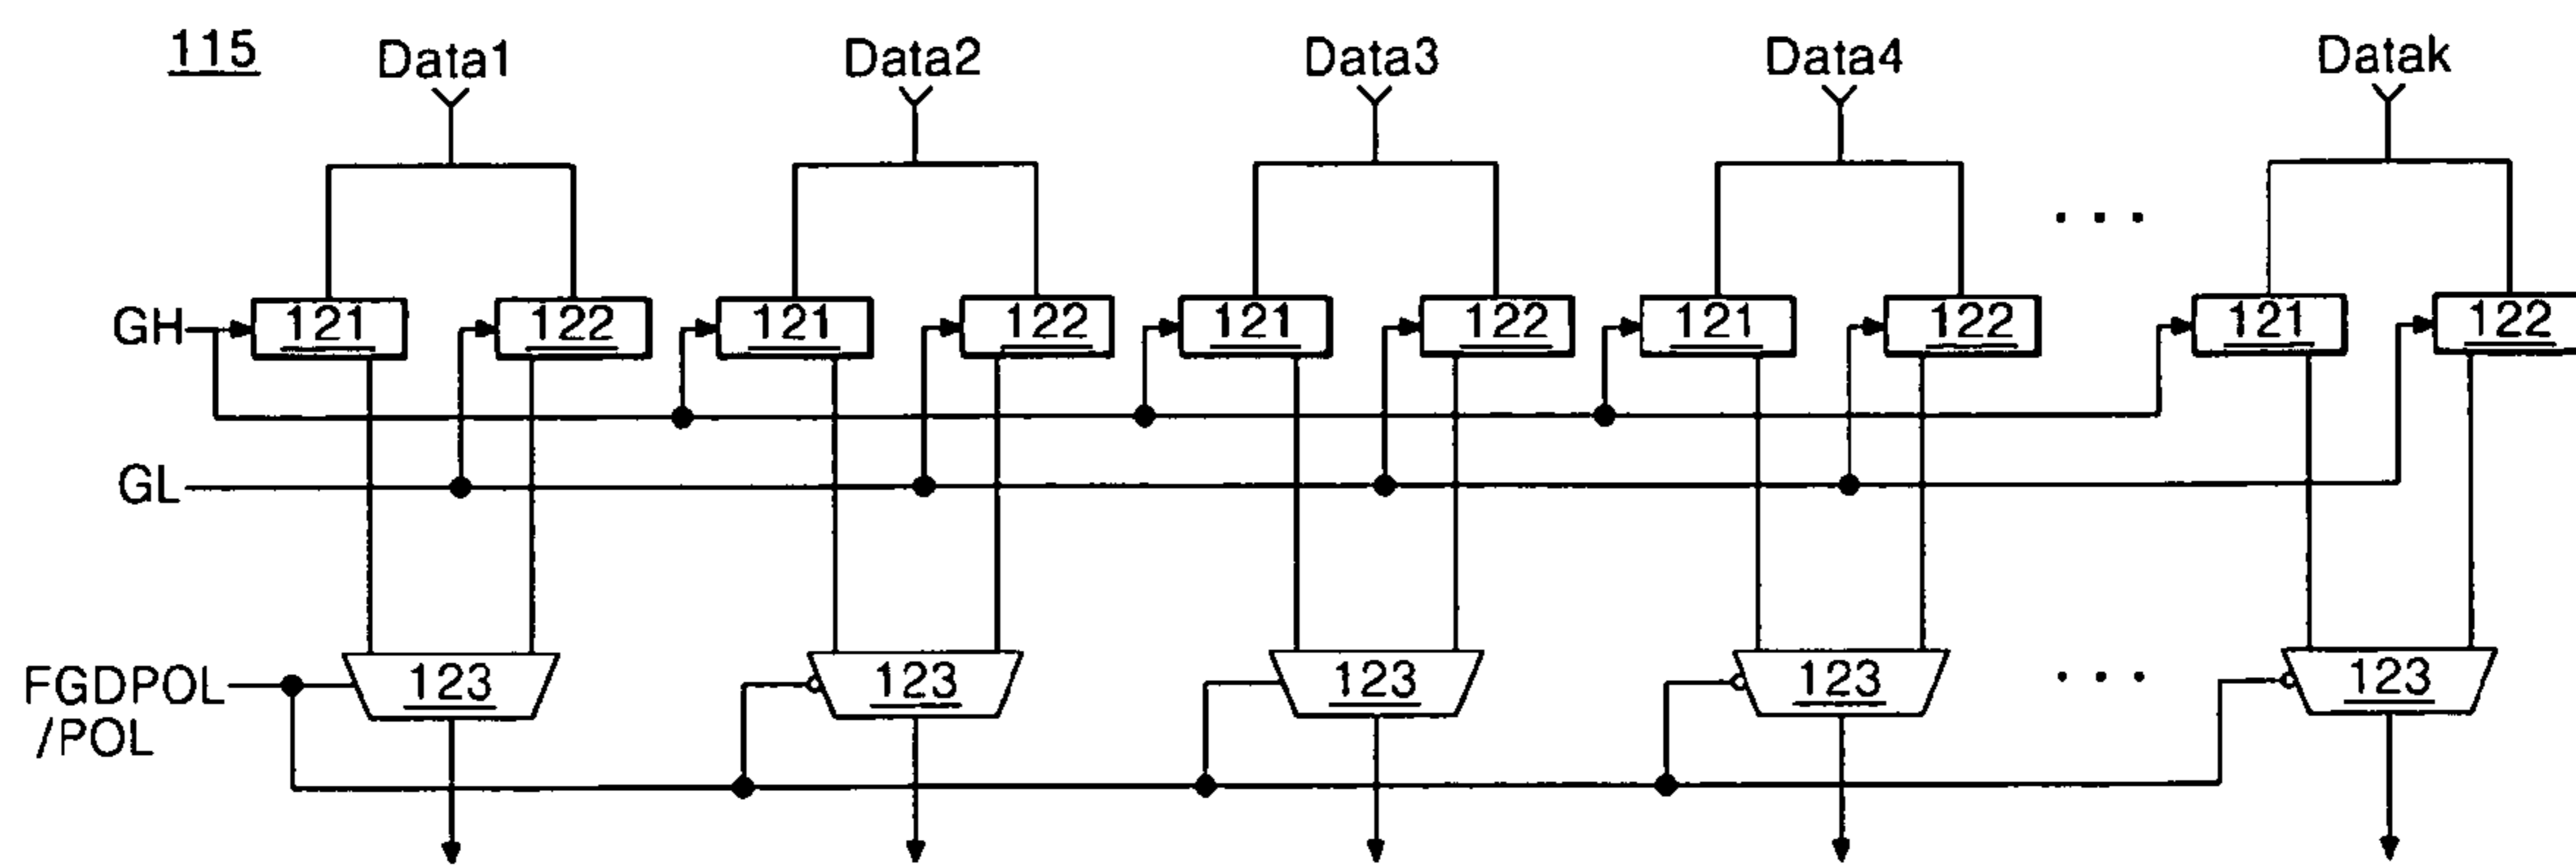 115 Data1 Data2 Data3 Data4 Datak
. . .
GH 121 122 121 122 121 122 121 122 121 122
GL
FGDPOL 123 123 123 123 . . . 123
/POL